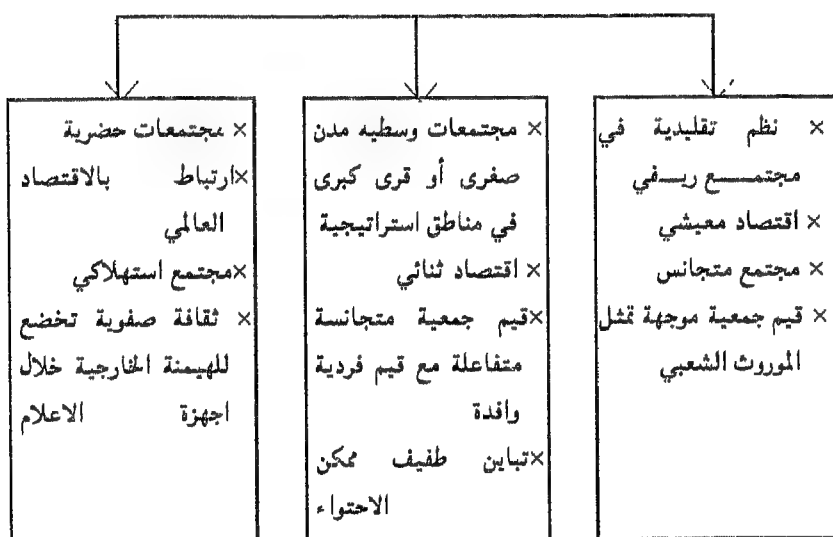 × نظم تقليدية في
مجتمـــــع ريـــفي
× اقتصاد معيشي
× مجتمع متجانس
× قيم جمعية موجهة تمثل
الموروث الشعبي
× مجتمعات وسطيه مدن
صغرى أو قرى كبرى
في مناطق استراتيجية
× اقتصاد ثنائي
×قيم جمعية متجانسة
متفاعلة مع قيم فردية
وافدة
×تباين طفيف ممكن
الاحتواء
× مجتمعات حضرية
×ارتباط بالاقتصاد
العالمي
×مجتمع استهلاكي
× ثقافة صفوية تخضع
للهيمنة الخارجية خلال
اجهزة الاعلام